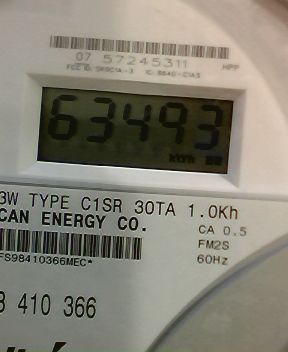 07 57245311 HPP
63493
kWh
3W TYPE C1SR 30TA 1.0Kh
CAN ENERGY CO. CA 0.5
FM2S
FS98410366MEC* 60Hz
410 366